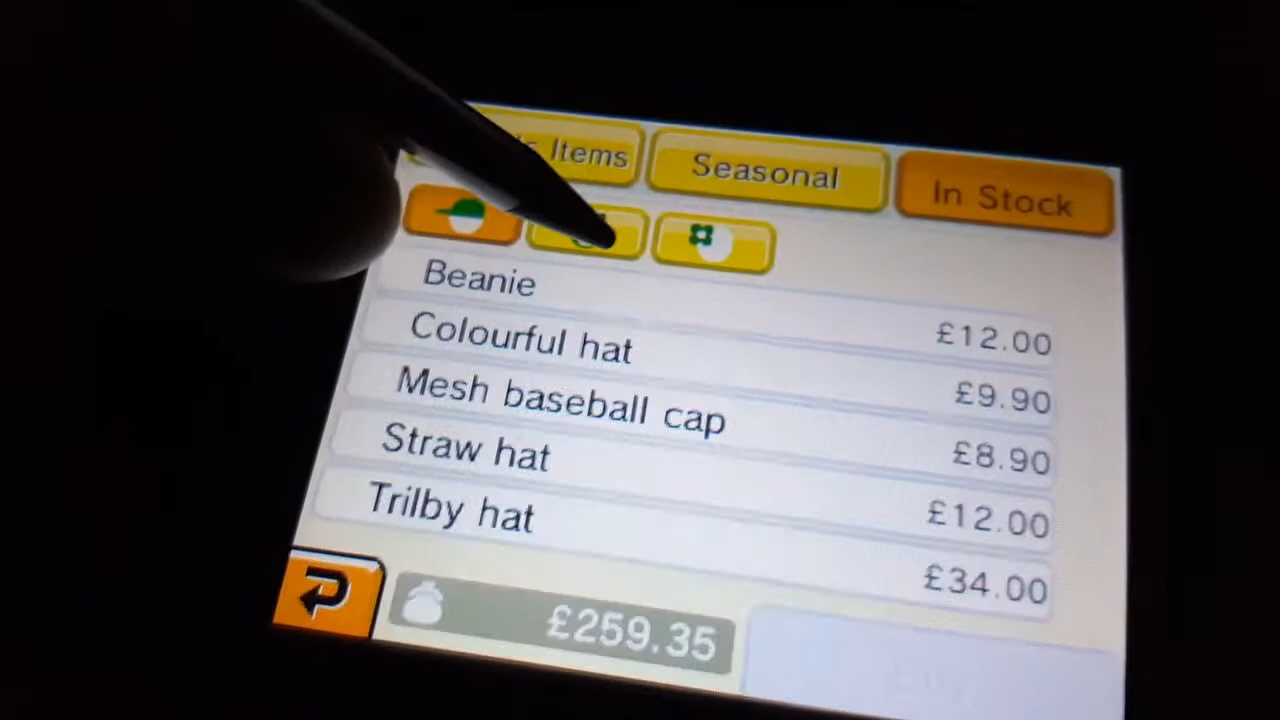 Items
Seasonal
In Stock
Beanie £12.00
Colourful hat £9.90
Mesh baseball cap £8.90
Straw hat £12.00
Trilby hat £34.00
£259.35